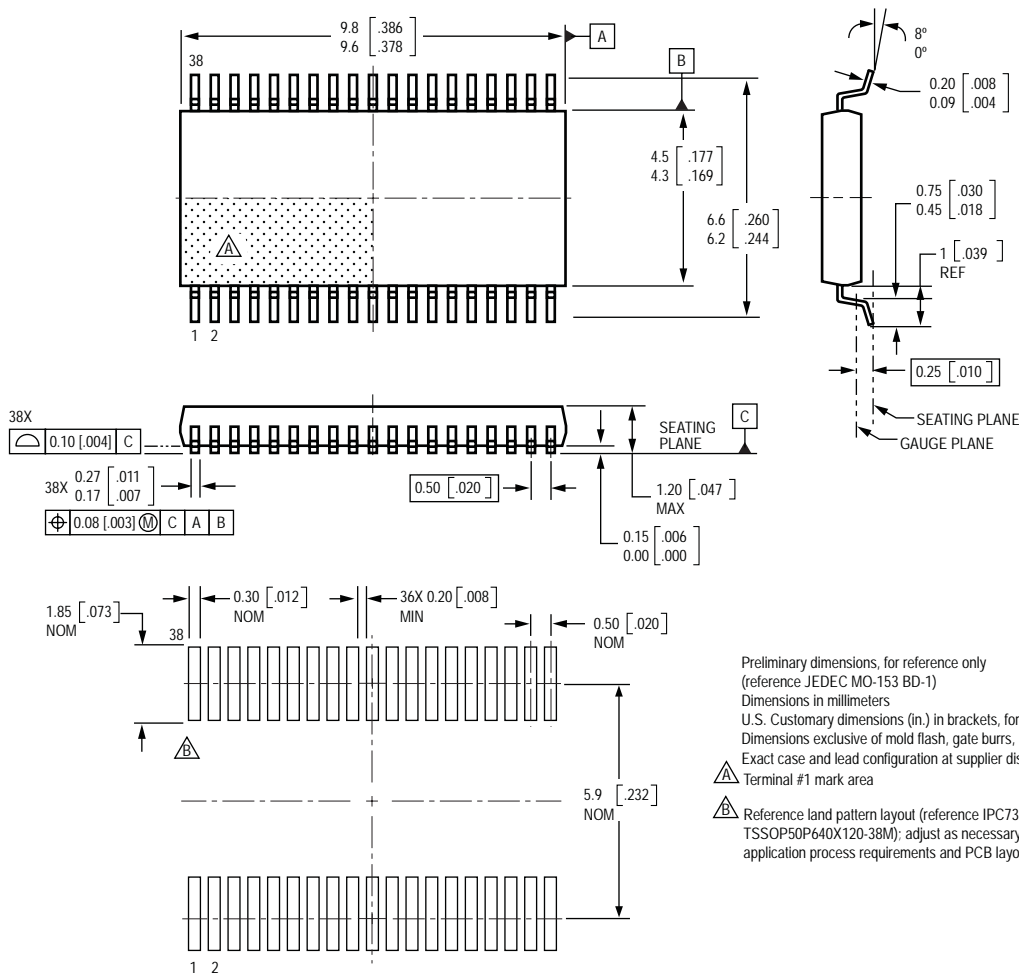 9.8 [.386]
9.6 [.378]
A
38
B
8º
0º
0.20 [.008]
0.09 [.004]
4.5 [.177]
4.3 [.169]
6.6 [.260]
6.2 [.244]
0.75 [.030]
0.45 [.018]
1 [.039]
REF
A
1 2
0.25 [.010]
SEATING PLANE
GAUGE PLANE
38X
0.10 [.004] C
SEATING
PLANE
C
38X 0.27 [.011]
0.17 [.007]
0.08 [.003] Ⓜ C A B
0.50 [.020]
1.20 [.047]
MAX
0.15 [.006]
0.00 [.000]
1.85 [.073]
NOM
0.30 [.012]
NOM
36X 0.20 [.008]
MIN
0.50 [.020]
NOM
38
B
5.9 [.232]
NOM
1 2
Preliminary dimensions, for reference only
(reference JEDEC MO-153 BD-1)
Dimensions in millimeters
U.S. Customary dimensions (in.) in brackets, for
Dimensions exclusive of mold flash, gate burrs,
Exact case and lead configuration at supplier dis
A Terminal #1 mark area
B Reference land pattern layout (reference IPC73
TSSOP50P640X120-38M); adjust as necessary
application process requirements and PCB layo